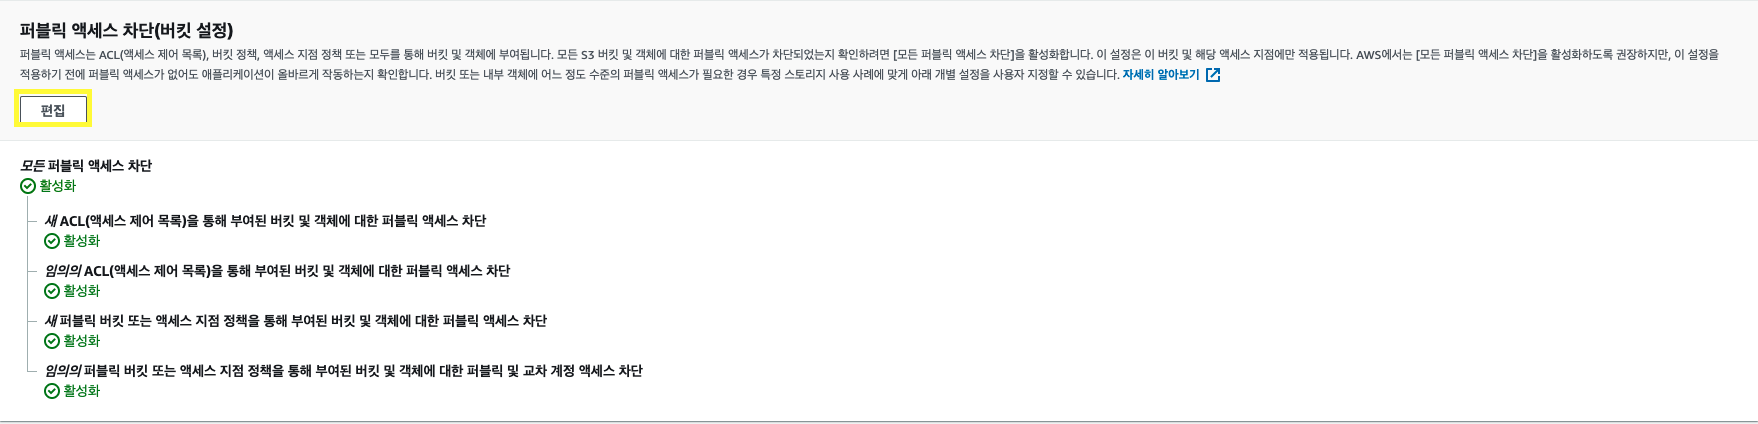 퍼블릭 액세스 차단(버킷 설정)
퍼블릭 액세스는 ACL(액세스 제어 목록), 버킷 정책, 액세스 지점 정책 또는 모두를 통해 버킷 및 객체에 부여됩니다. 모든 S3 버킷 및 객체에 대한 퍼블릭 액세스가 차단되었는지 확인하려면 [모든 퍼블릭 액세스 차단]을 활성화합니다. 이 설정은 이 버킷 및 해당 액세스 지점에만 적용됩니다. AWS에서는 [모든 퍼블릭 액세스 차단]을 활성화하도록 권장하지만, 이 설정을
적용하기 전에 퍼블릭 액세스가 없어도 애플리케이션이 올바르게 작동하는지 확인합니다. 버킷 또는 내부 객체에 어느 정도 수준의 퍼블릭 액세스가 필요한 경우 특정 스토리지 사용 사례에 맞게 아래 개별 설정을 사용자 지정할 수 있습니다. 자세히 알아보기
편집
모든 퍼블릭 액세스 차단
활성화
새 ACL(액세스 제어 목록)을 통해 부여된 버킷 및 객체에 대한 퍼블릭 액세스 차단
활성화
임의의 ACL(액세스 제어 목록)을 통해 부여된 버킷 및 객체에 대한 퍼블릭 액세스 차단
활성화
새 퍼블릭 버킷 또는 액세스 지점 정책을 통해 부여된 버킷 및 객체에 대한 퍼블릭 액세스 차단
활성화
임의의 퍼블릭 버킷 또는 액세스 지점 정책을 통해 부여된 버킷 및 객체에 대한 퍼블릭 및 교차 계정 액세스 차단
활성화